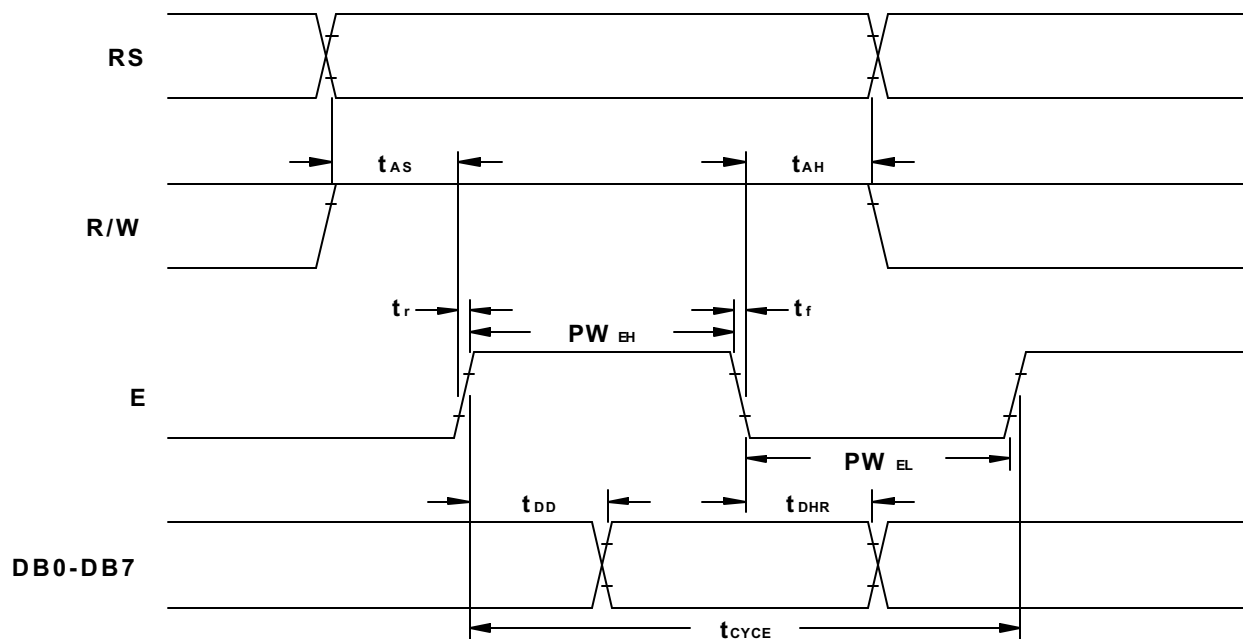 RS
tAS
tAH
R/W
tr
tf
PW EH
E
PW EL
tDD
tDHR
DB0-DB7
tCYCE